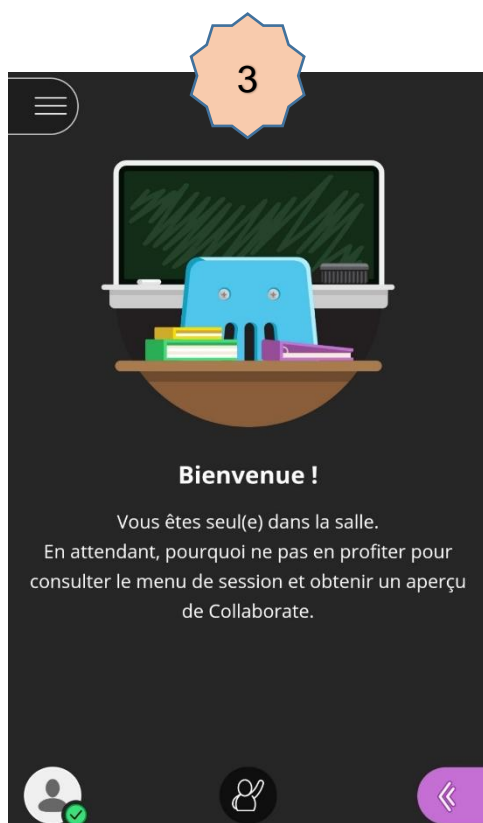 3
Bienvenue !
Vous êtes seul(e) dans la salle.
En attendant, pourquoi ne pas en profiter pour
consulter le menu de session et obtenir un aperçu
de Collaborate.